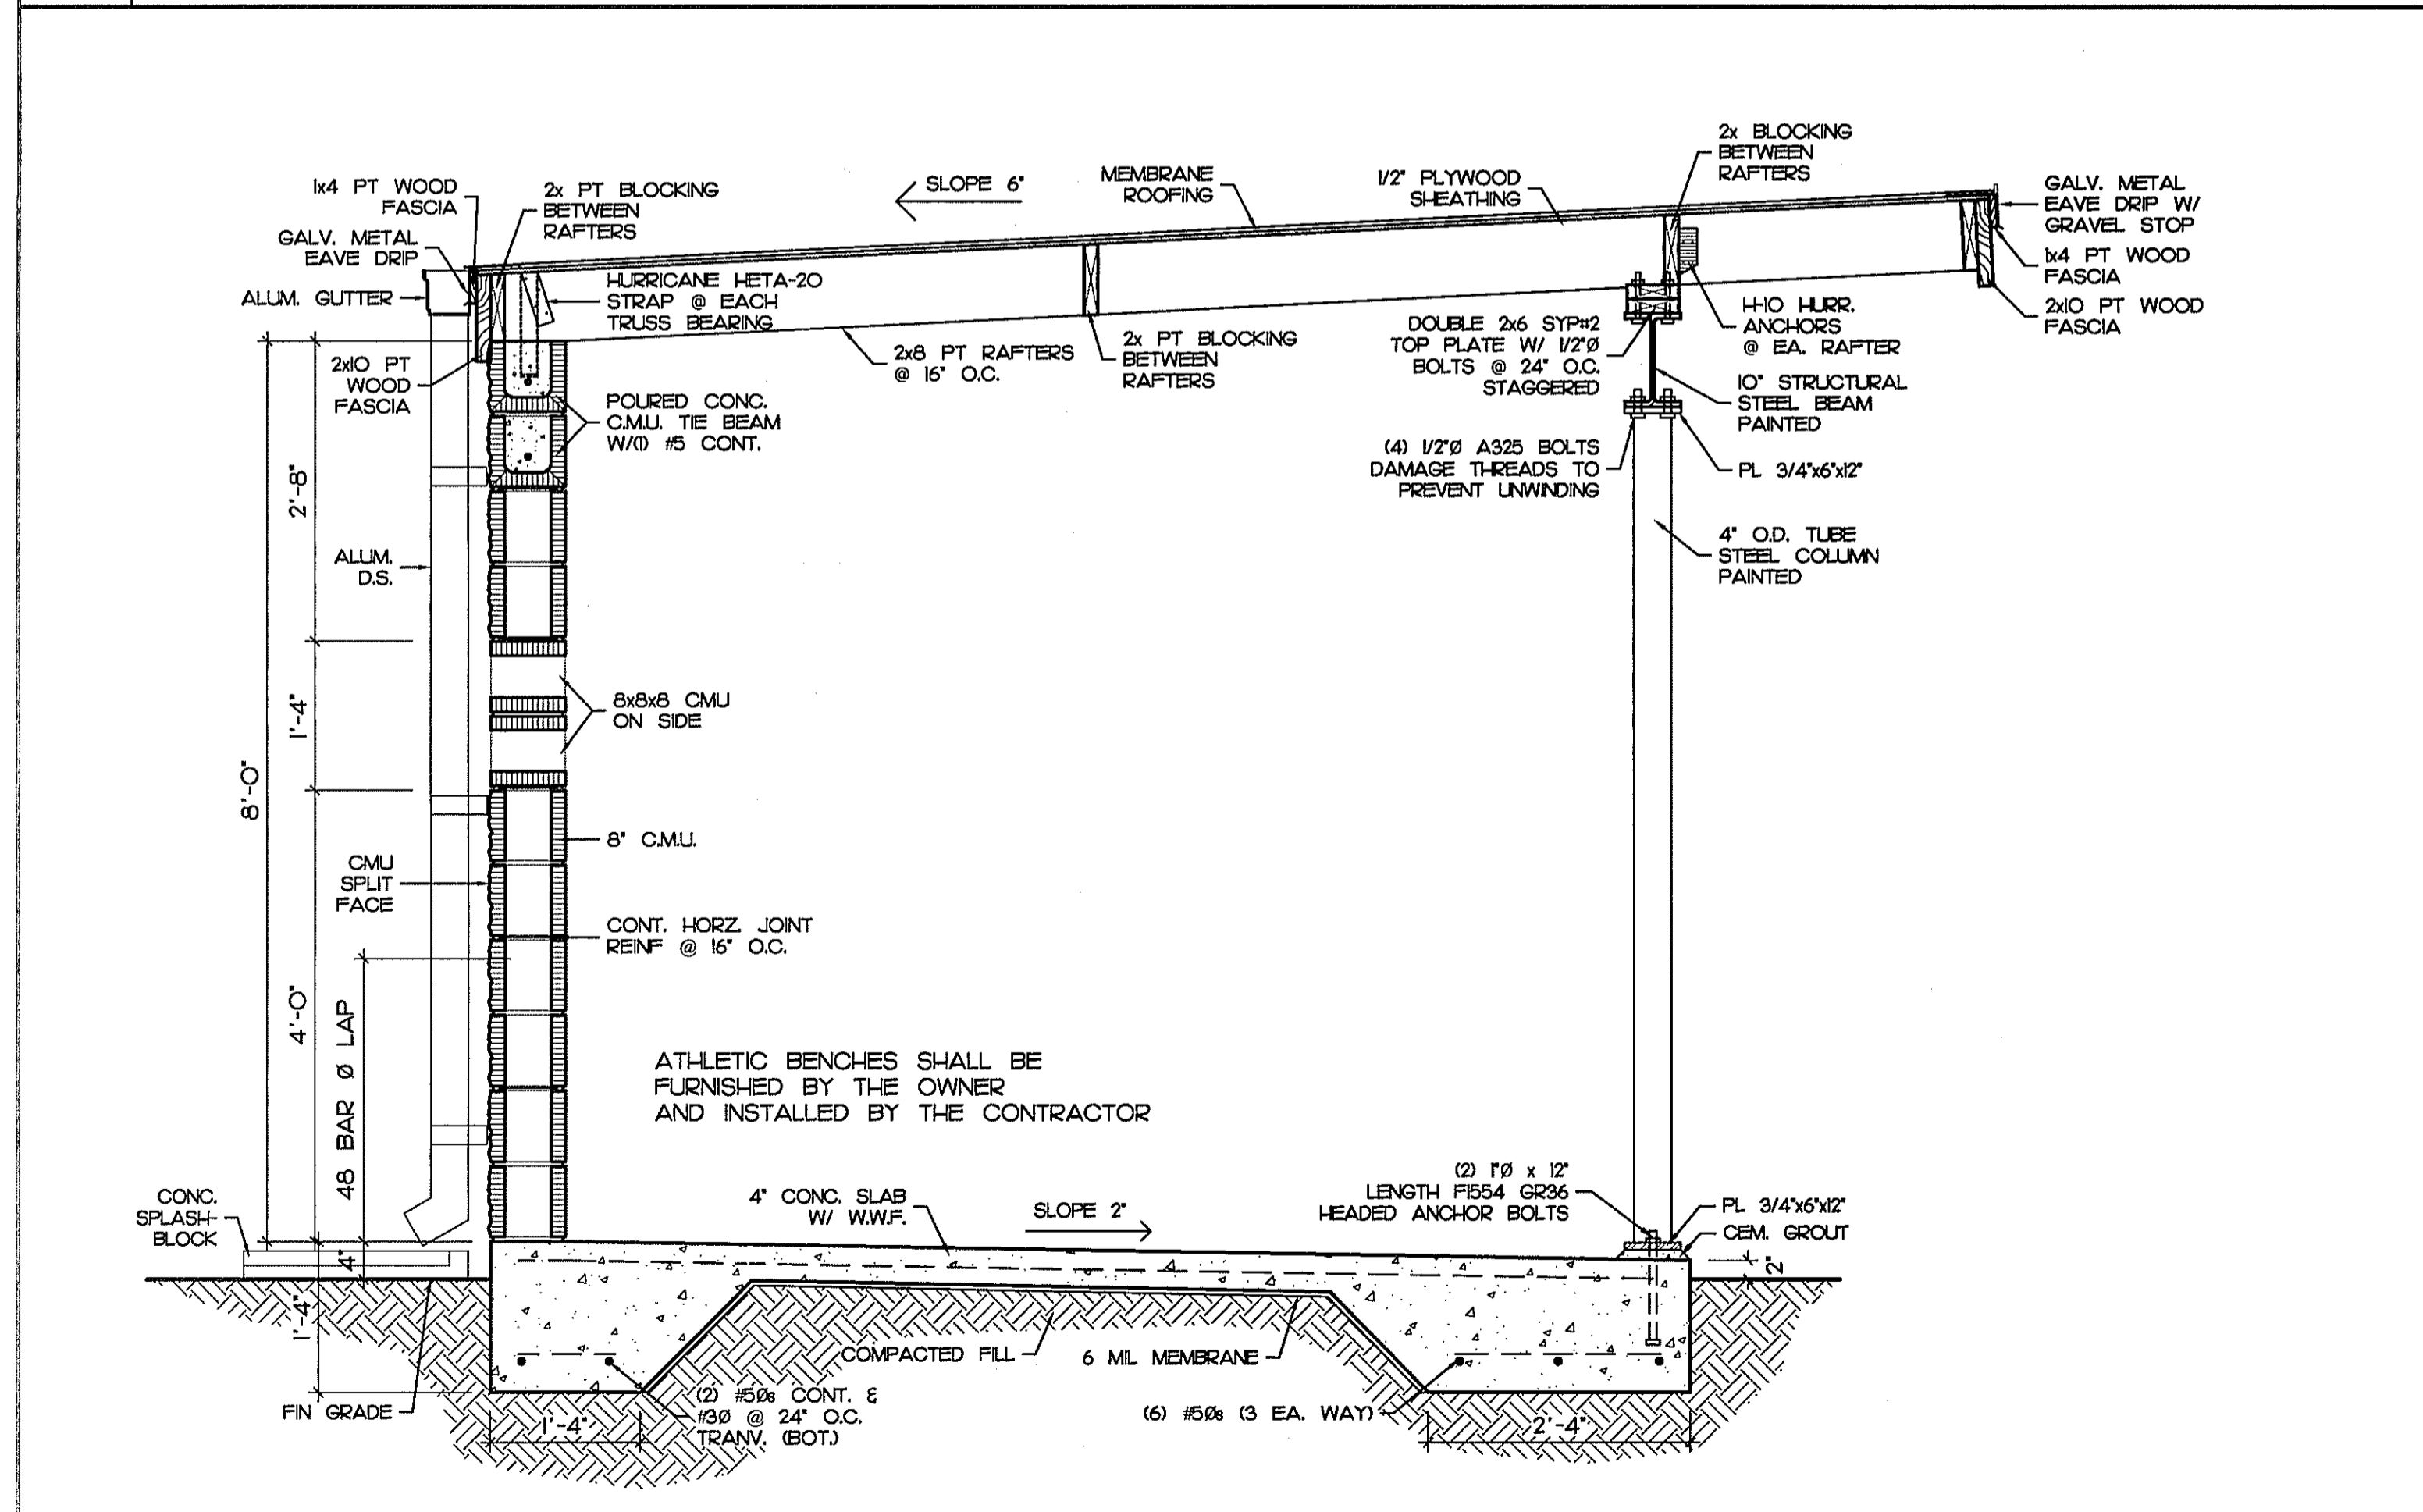 2x BLOCKING
BETWEEN
RAFTERS
1x4 PT WOOD
FASCIA
2x PT BLOCKING
BETWEEN
RAFTERS
SLOPE 6"
MEMBRANE
ROOFING
1/2" PLYWOOD
SHEATHING
GALV. METAL
EAVE DRIP W/
GRAVEL STOP
GALV. METAL
EAVE DRIP
1x4 PT WOOD
FASCIA
ALUM. GUTTER
HURRICANE HETA-20
STRAP @ EACH
TRUSS BEARING
2x10 PT WOOD
FASCIA
H-10 HURR.
ANCHORS
@ EA. RAFTER
DOUBLE 2x6 SYP#2
TOP PLATE W/ 1/2"Ø
BOLTS @ 24" O.C.
STAGGERED
2x8 PT RAFTERS
@ 16" O.C.
2x PT BLOCKING
BETWEEN
RAFTERS
2x10 PT
WOOD
FASCIA
10" STRUCTURAL
STEEL BEAM
PAINTED
POURED CONC.
C.M.U. TIE BEAM
W/(1) #5 CONT.
(4) 1/2"Ø A325 BOLTS
DAMAGE THREADS TO
PREVENT UNWINDING
PL 3/4"x6"x12"
2'-8"
ALUM.
D.S.
4" O.D. TUBE
STEEL COLUMN
PAINTED
8x8x8 CMU
ON SIDE
1'-4"
8'-0"
8" C.M.U.
CMU
SPLIT
FACE
CONT. HORZ. JOINT
REINF @ 16" O.C.
4'-0"
48 BAR Ø LAP
ATHLETIC BENCHES SHALL BE
FURNISHED BY THE OWNER
AND INSTALLED BY THE CONTRACTOR
CONC.
SPLASH-
BLOCK
4" CONC. SLAB
W/ W.W.F.
SLOPE 2"
(2) 1"Ø x 12"
LENGTH F1554 GR36
HEADED ANCHOR BOLTS
PL 3/4"x6"x12"
CEM. GROUT
4"
2"
1'-4"
COMPACTED FILL
6 MIL MEMBRANE
FIN GRADE
1'-4"
(2) #5Øs CONT. &
#3Ø @ 24" O.C.
TRANV. (BOT.)
(6) #5Øs (3 EA. WAY)
2'-4"